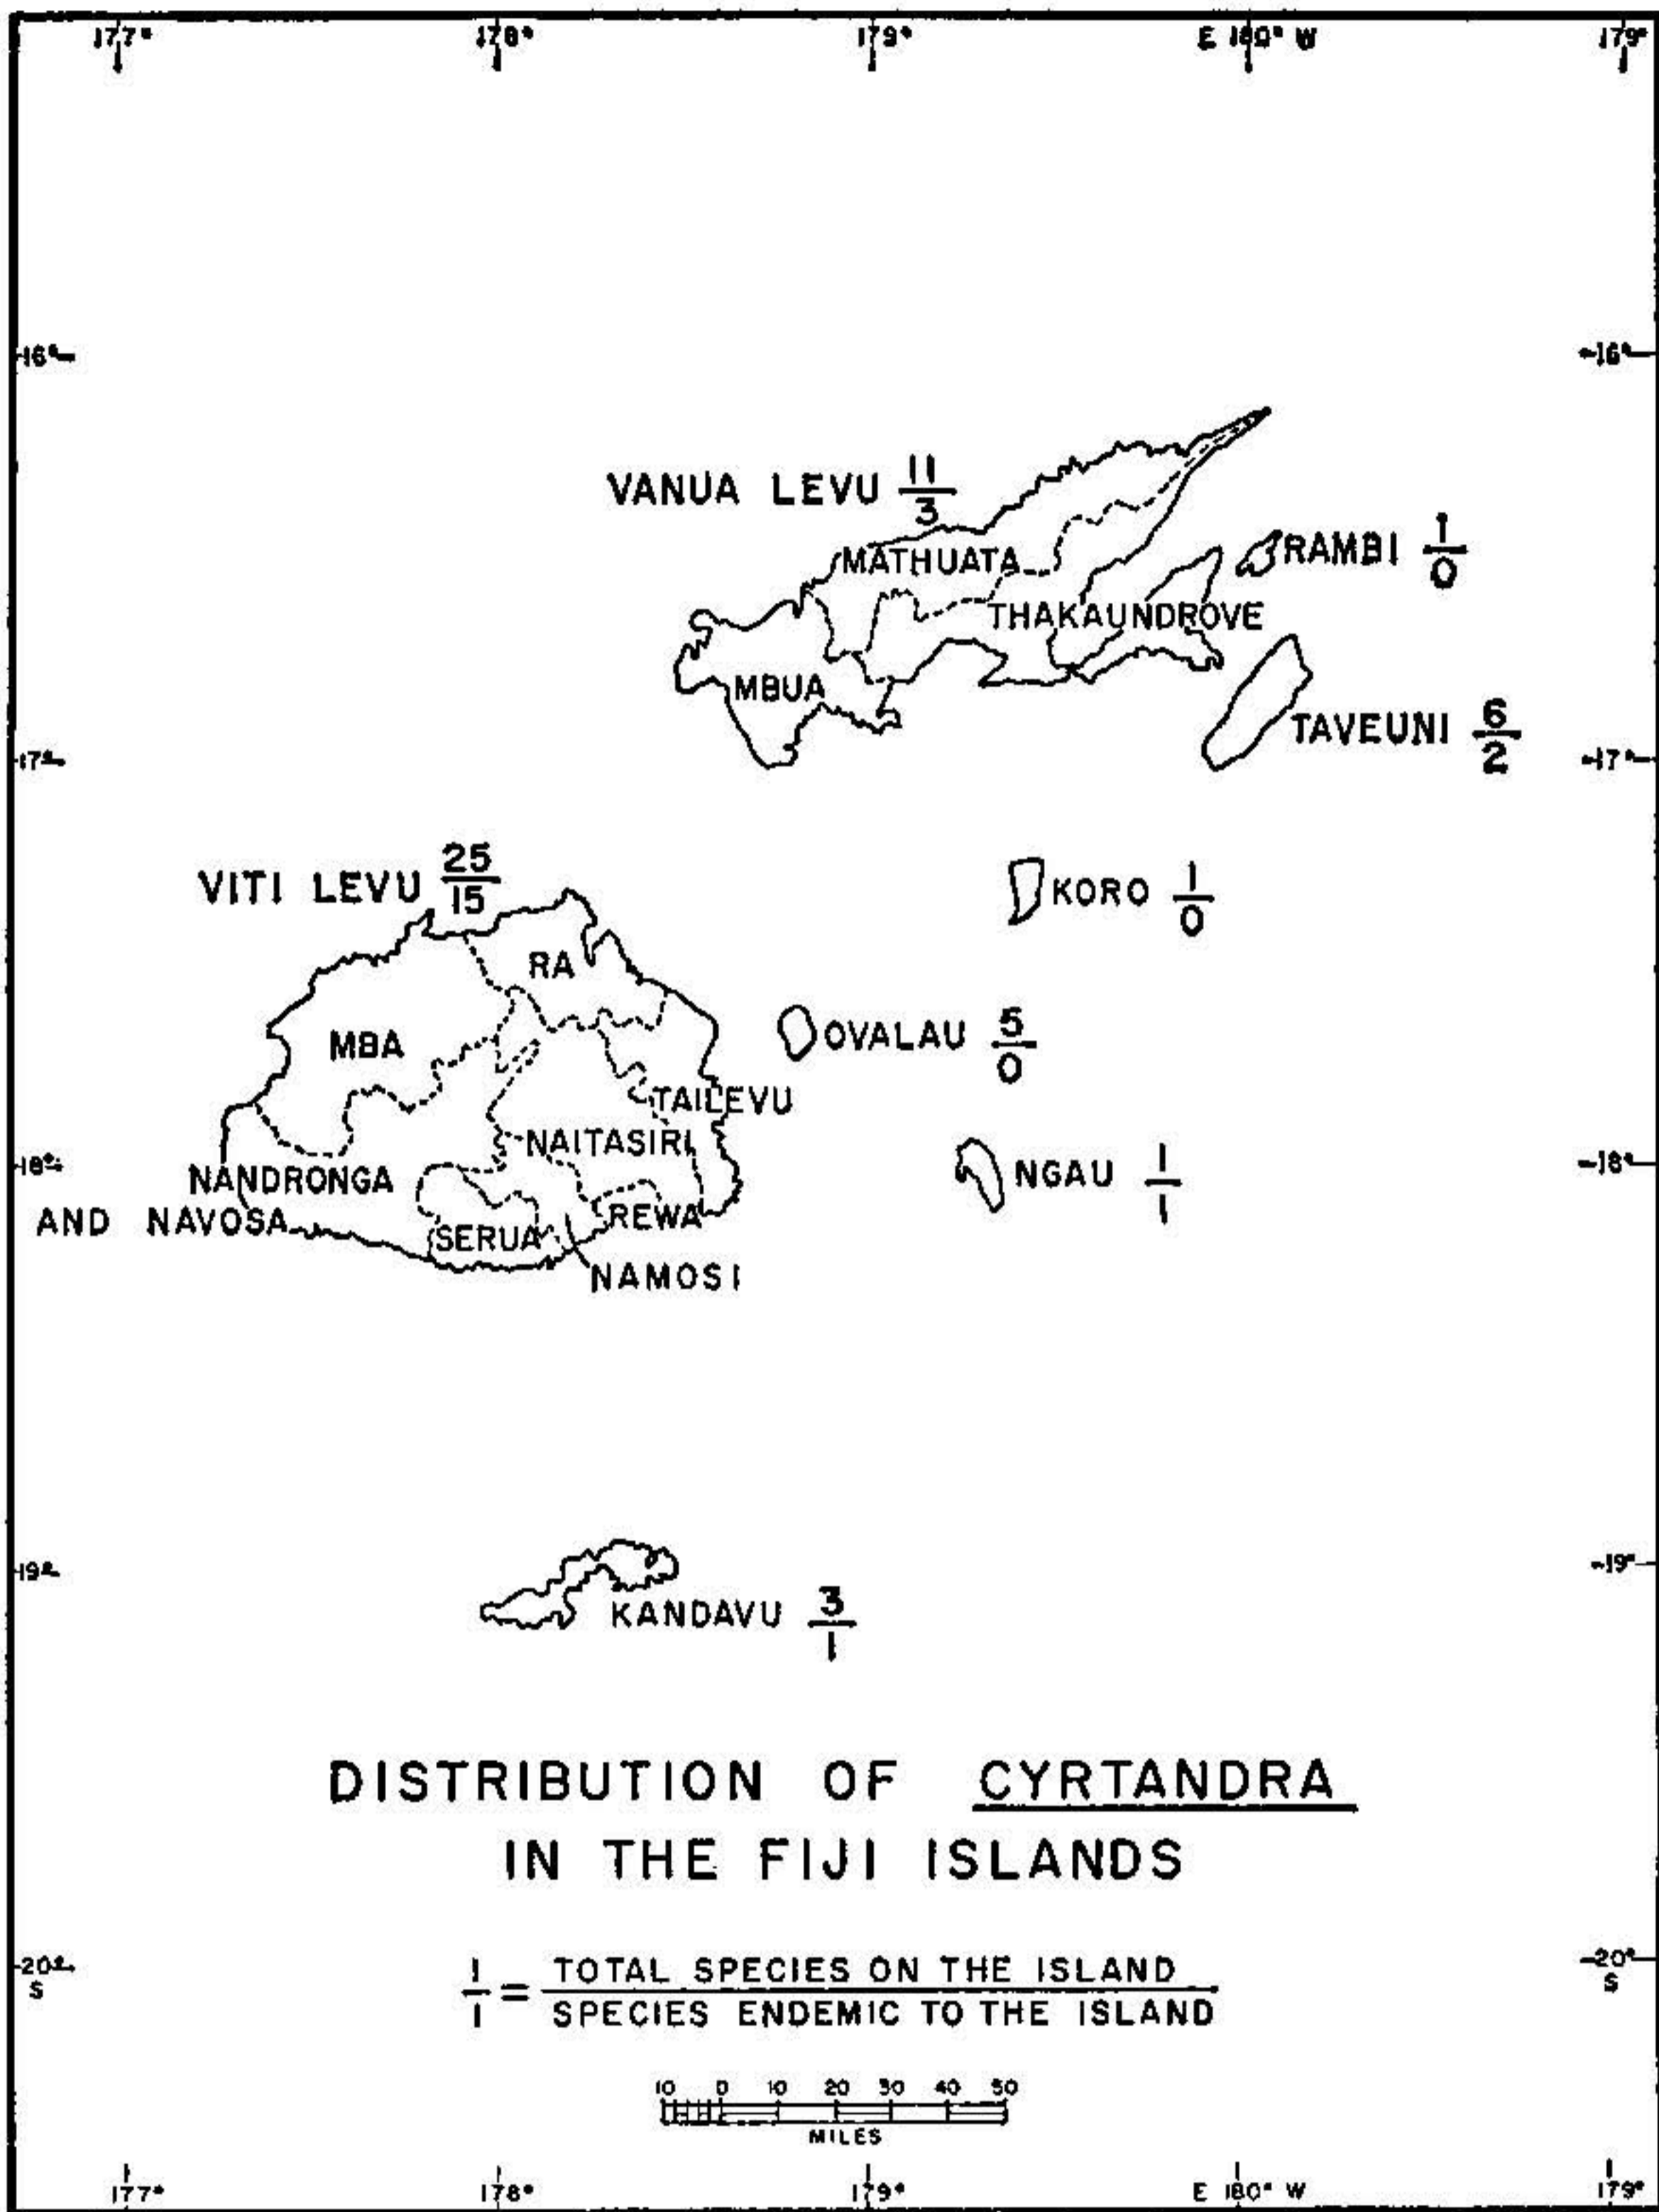 177° 178° 179° E 180° W 179°
16° 16°
VANUA LEVU 11/3
MATHUATA
RAMBI 1/0
THAKAUNDROVE
MBUA
TAVEUNI 6/2
17° 17°
VITI LEVU 25/15
KORO 1/0
RA
MBA
OVALAU 5/0
TAILEVU
NAITASIRI
18° 18°
NANDRONGA
AND NAVOSA
NGAU 1/1
REWA
SERUA
NAMOSI
19° 19°
KANDAVU 3/1
DISTRIBUTION OF CYRTANDRA
IN THE FIJI ISLANDS
20° 20°
S S
1/1 = TOTAL SPECIES ON THE ISLAND
SPECIES ENDEMIC TO THE ISLAND
10 0 10 20 30 40 50
MILES
177° 178° 179° E 180° W 179°